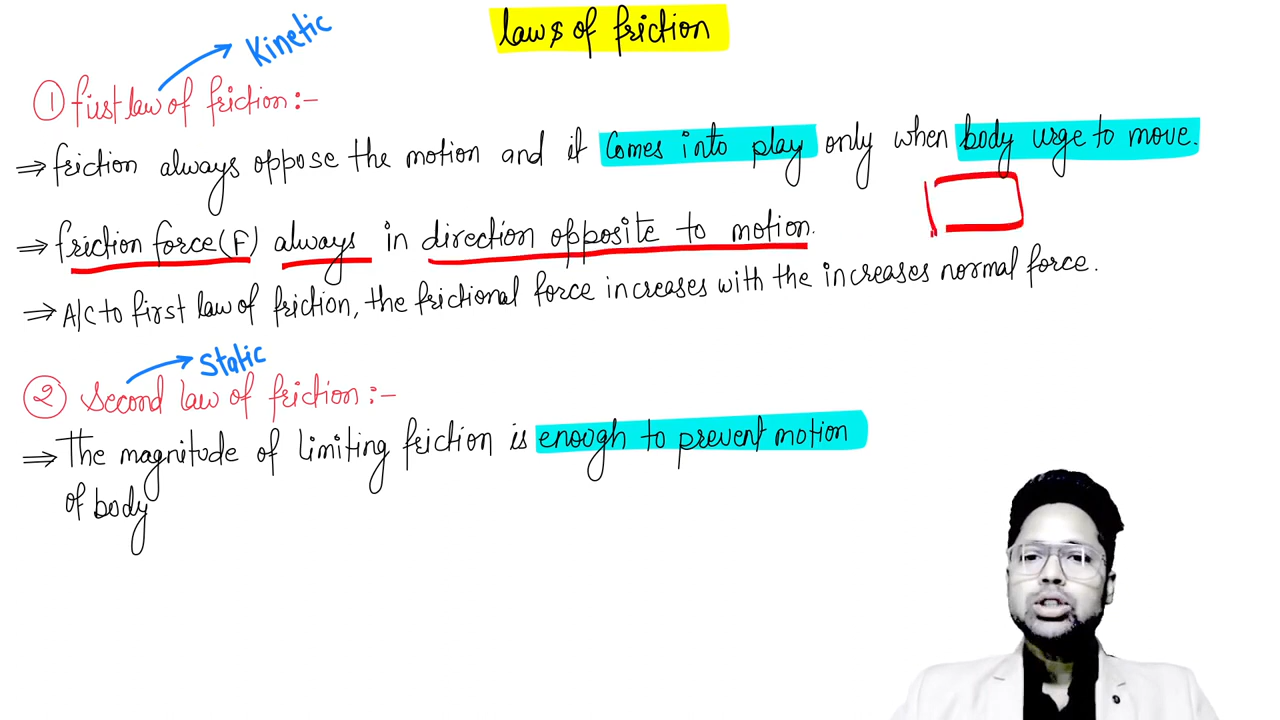 laws of friction
Kinetic
① first law of friction :-
⇒ friction always oppose the motion and it Comes into play only when body urge to move.
⇒ friction force (F) always in direction opposite to motion.
⇒ A/C to first law of friction, the frictional force increases with the increases normal force.
Static
② Second law of friction :-
⇒ The magnitude of limiting friction is enough to prevent motion
of body